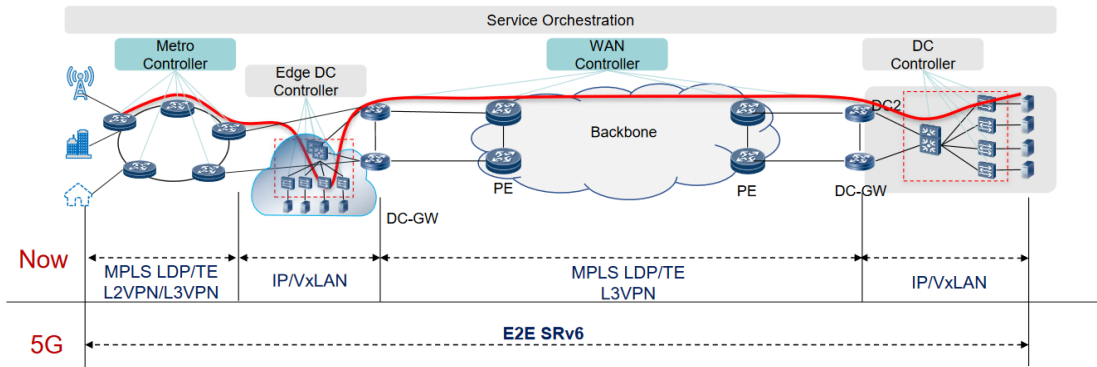 Service Orchestration
Metro
Controller
WAN
Controller
DC
Controller
Edge DC
Controller
DC2
Backbone
PE
PE
DC-GW
DC-GW
Now
MPLS LDP/TE
L2VPN/L3VPN
IP/VxLAN
MPLS LDP/TE
L3VPN
IP/VxLAN
5G
E2E SRv6